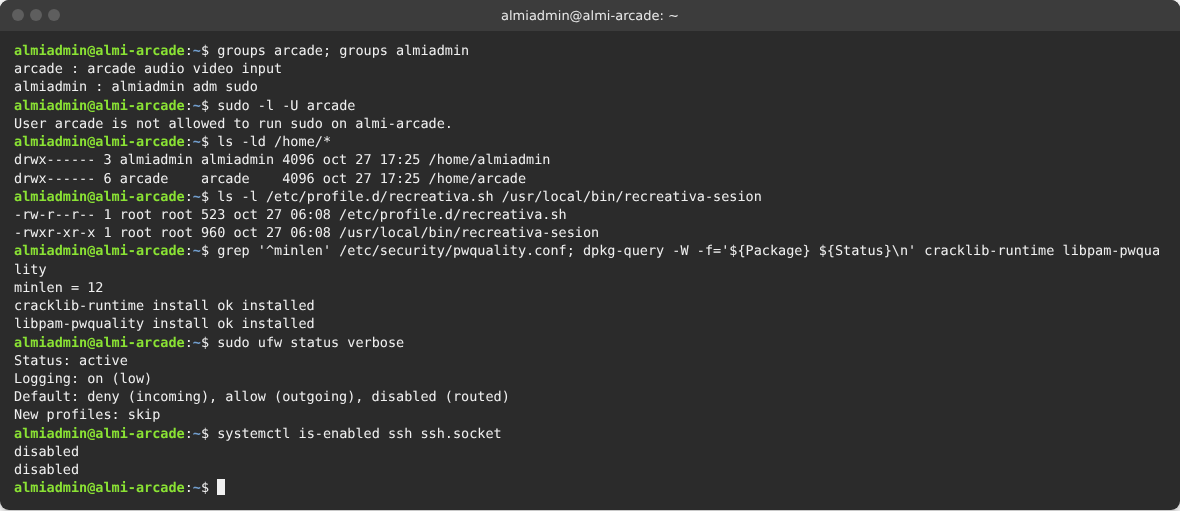 almiadmin@almi-arcade: ~
almiadmin@almi-arcade:~$ groups arcade; groups almiadmin
arcade : arcade audio video input
almiadmin : almiadmin adm sudo
almiadmin@almi-arcade:~$ sudo -l -U arcade
User arcade is not allowed to run sudo on almi-arcade.
almiadmin@almi-arcade:~$ ls -ld /home/*
drwx------ 3 almiadmin almiadmin 4096 oct 27 17:25 /home/almiadmin
drwx------ 6 arcade    arcade    4096 oct 27 17:25 /home/arcade
almiadmin@almi-arcade:~$ ls -l /etc/profile.d/recreativa.sh /usr/local/bin/recreativa-sesion
-rw-r--r-- 1 root root 523 oct 27 06:08 /etc/profile.d/recreativa.sh
-rwxr-xr-x 1 root root 960 oct 27 06:08 /usr/local/bin/recreativa-sesion
almiadmin@almi-arcade:~$ grep '^minlen' /etc/security/pwquality.conf; dpkg-query -W -f='${Package} ${Status}\n' cracklib-runtime libpam-pwqua
lity
minlen = 12
cracklib-runtime install ok installed
libpam-pwquality install ok installed
almiadmin@almi-arcade:~$ sudo ufw status verbose
Status: active
Logging: on (low)
Default: deny (incoming), allow (outgoing), disabled (routed)
New profiles: skip
almiadmin@almi-arcade:~$ systemctl is-enabled ssh ssh.socket
disabled
disabled
almiadmin@almi-arcade:~$